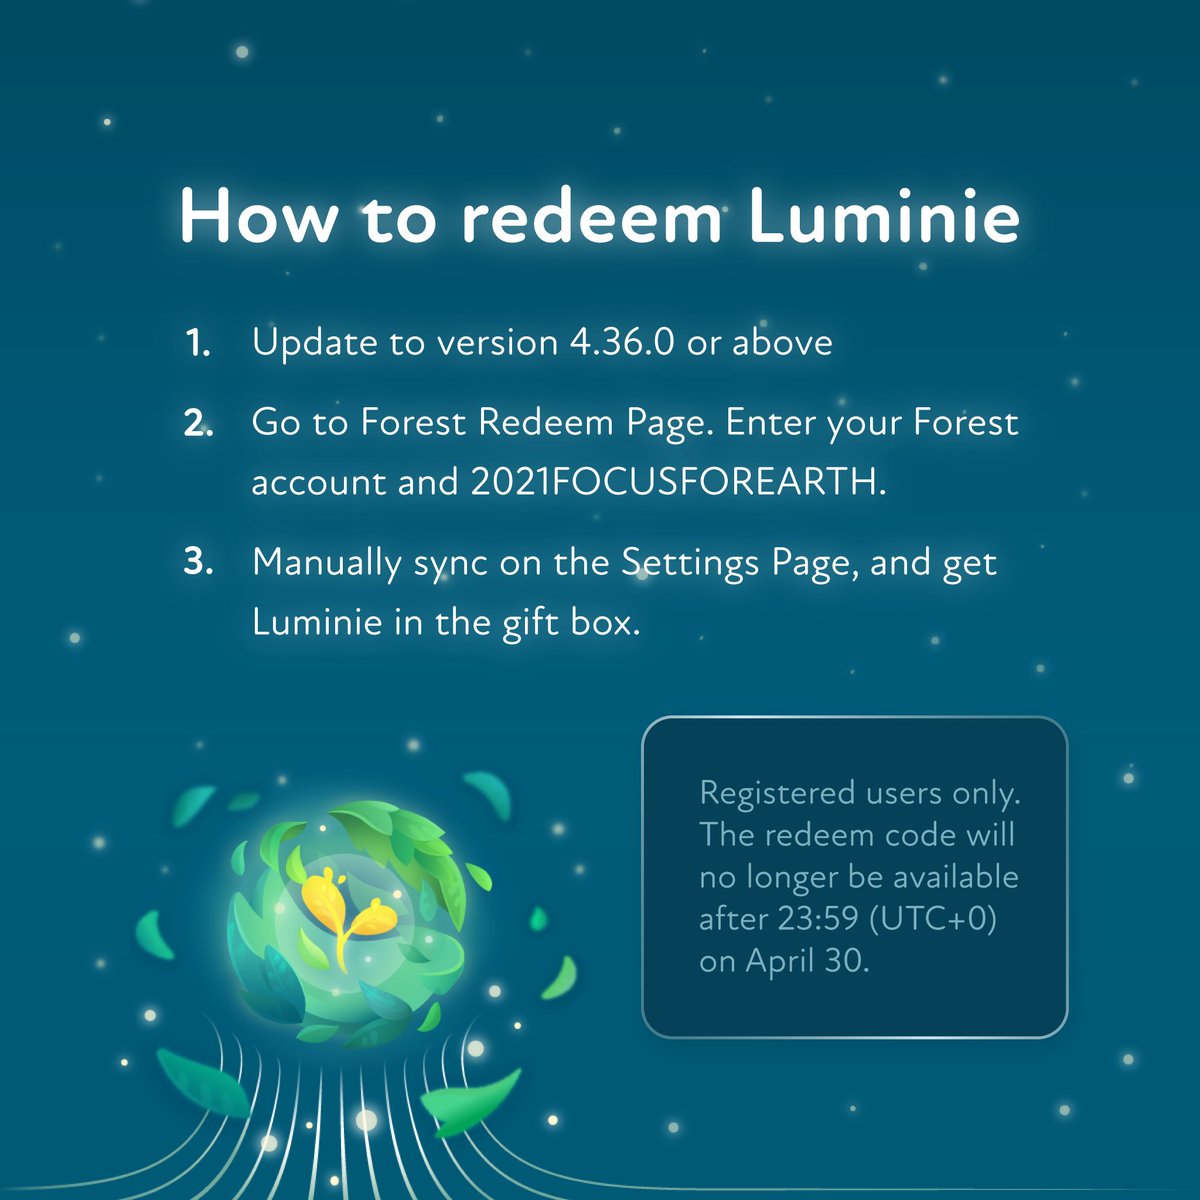 How to redeem Luminie
1. Update to version 4.36.0 or above
2. Go to Forest Redeem Page. Enter your Forest
account and 2021FOCUSFOREARTH.
3. Manually sync on the Settings Page, and get
Luminie in the gift box.
Registered users only.
The redeem code will
no longer be available
after 23:59 (UTC+0)
on April 30.